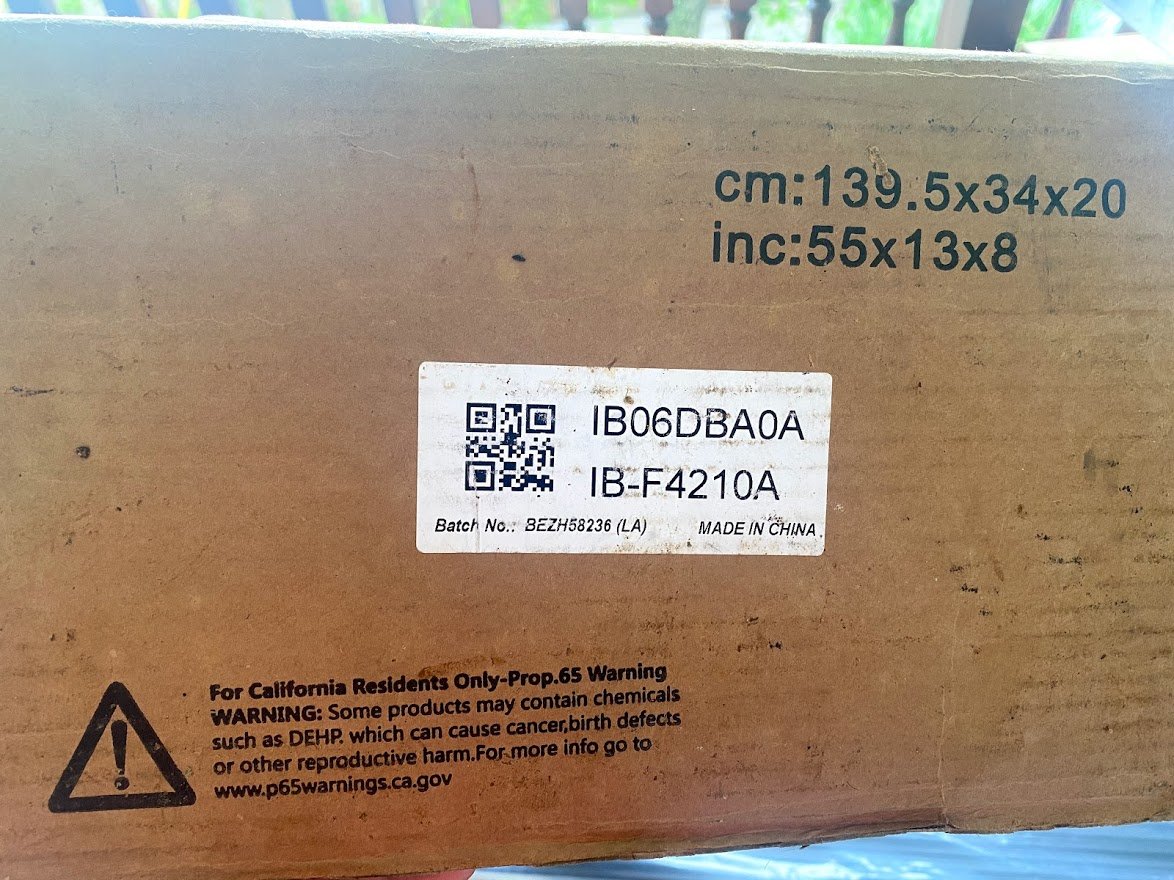 cm:139.5x34x20
inc:55x13x8
IB06DBA0A
IB-F4210A
Batch No.: BEZH58236 (LA) MADE IN CHINA
For California Residents Only-Prop.65 Warning
WARNING: Some products may contain chemicals
such as DEHP. which can cause cancer,birth defects
or other reproductive harm.For more info go to
www.p65warnings.ca.gov